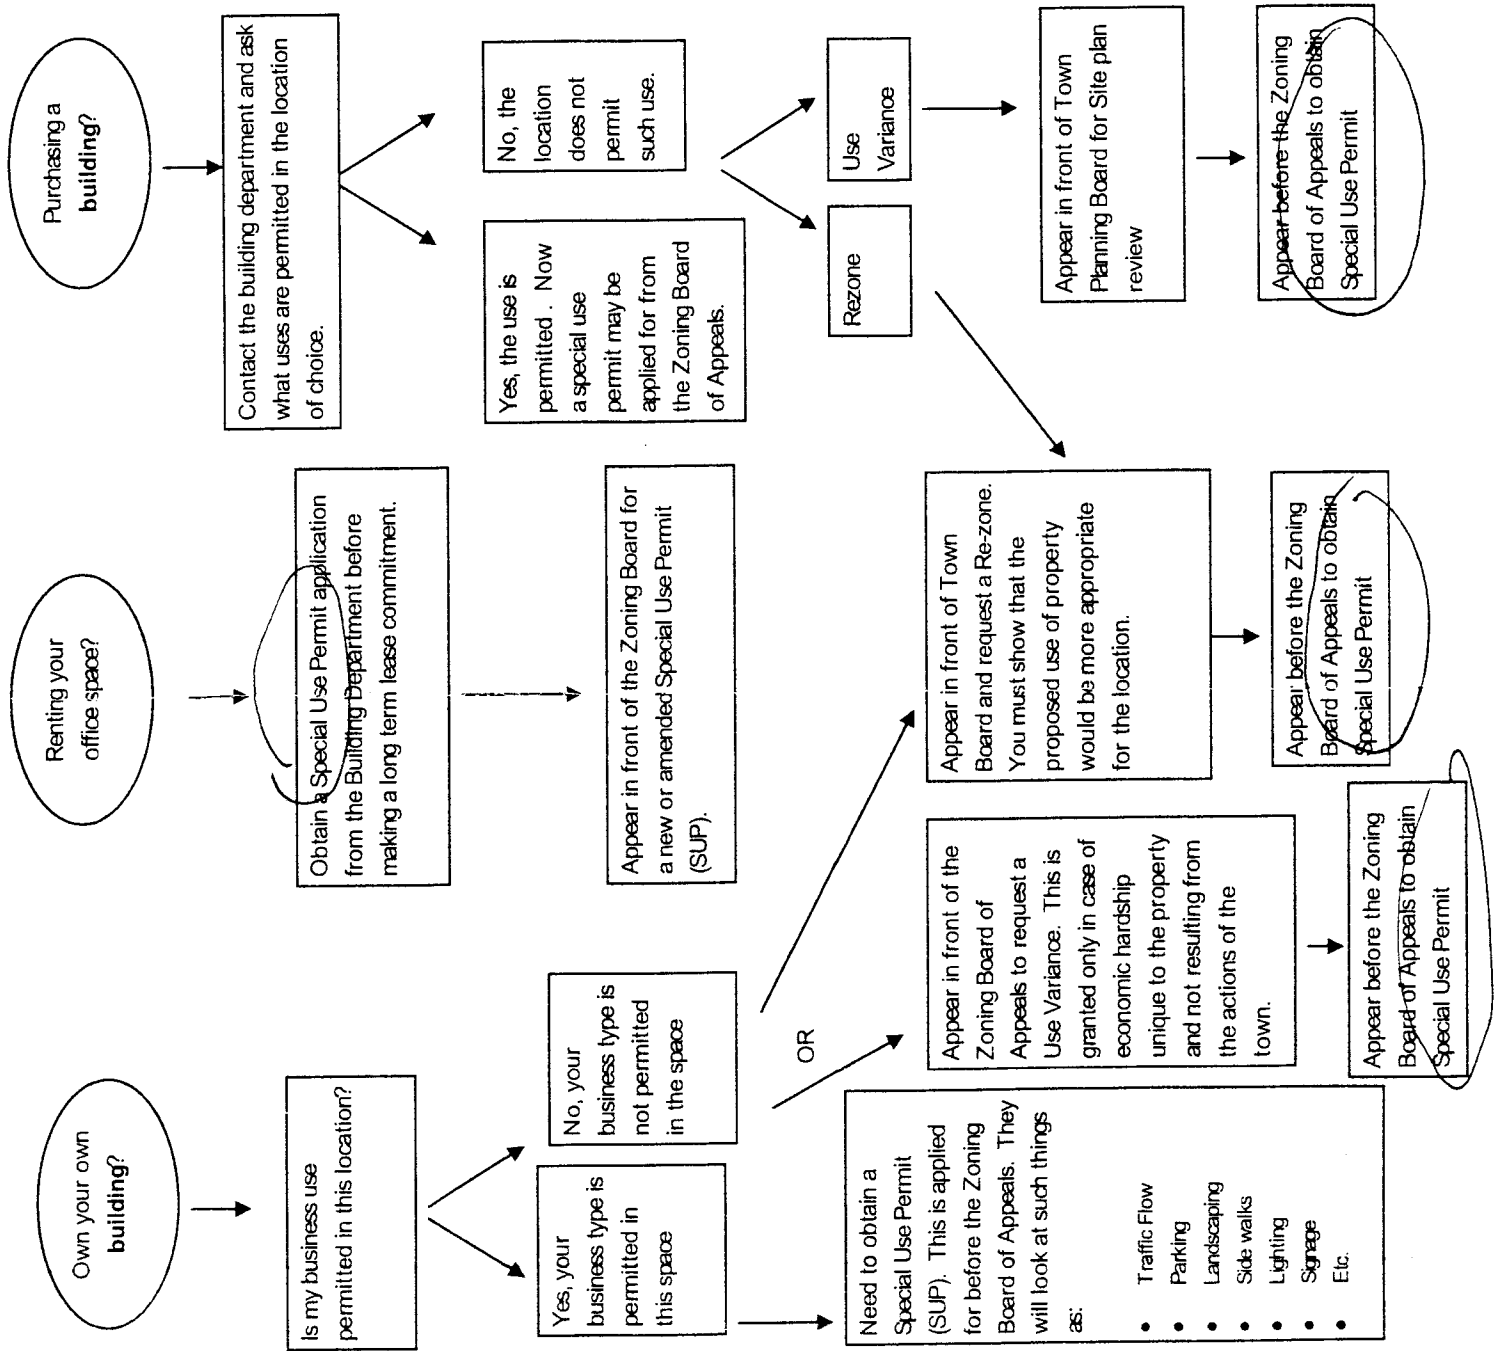 Own your own
building?
Is my business use
permitted in this location?
Yes, your
business type is
permitted in
this space
No, your
business type is
not permitted
in the space
OR
Need to obtain a
Special Use Permit
(SUP). This is applied
for before the Zoning
Board of Appeals. They
will look at such things
as:
• Traffic Flow
• Parking
• Landscaping
• Side walks
• Lighting
• Signage
• Etc.
Appear in front of the
Zoning Board of
Appeals to request a
Use Variance. This is
granted only in case of
economic hardship
unique to the property
and not resulting from
the actions of the
town.
Appear before the Zoning
Board of Appeals to obtain
Special Use Permit
Renting your
office space?
Obtain a Special Use Permit application
from the Building Department before
making a long term lease commitment.
Appear in front of the Zoning Board for
a new or amended Special Use Permit
(SUP).
Appear in front of Town
Board and request a Re-zone.
You must show that the
proposed use of property
would be more appropriate
for the location.
Appear before the Zoning
Board of Appeals to obtain
Special Use Permit
Purchasing a
building?
Contact the building department and ask
what uses are permitted in the location
of choice.
Yes, the use is
permitted . Now
a special use
permit may be
applied for from
the Zoning Board
of Appeals.
No, the
location
does not
permit
such use.
Rezone
Use
Variance
Appear in front of Town
Planning Board for Site plan
review
Appear before the Zoning
Board of Appeals to obtain
Special Use Permit